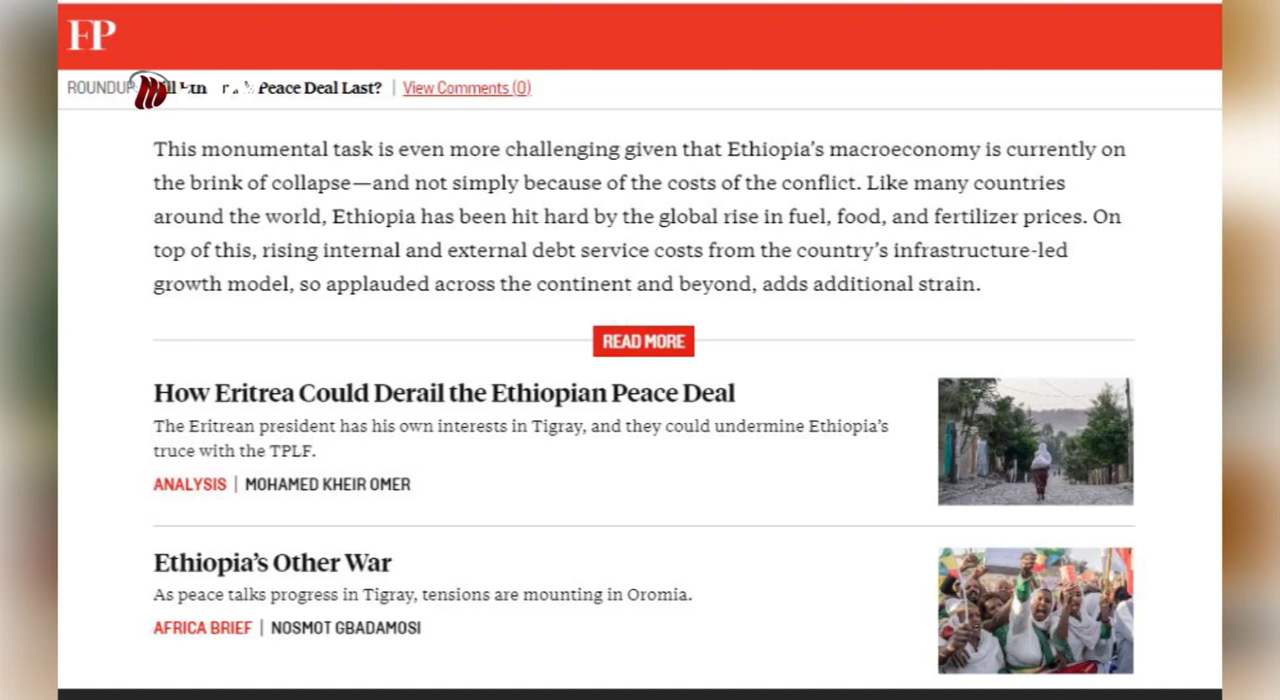 FP
ROUNDUP Peace Deal Last? | View Comments (0)
This monumental task is even more challenging given that Ethiopia’s macroeconomy is currently on
the brink of collapse—and not simply because of the costs of the conflict. Like many countries
around the world, Ethiopia has been hit hard by the global rise in fuel, food, and fertilizer prices. On
top of this, rising internal and external debt service costs from the country’s infrastructure-led
growth model, so applauded across the continent and beyond, adds additional strain.
READ MORE
How Eritrea Could Derail the Ethiopian Peace Deal
The Eritrean president has his own interests in Tigray, and they could undermine Ethiopia’s
truce with the TPLF.
ANALYSIS | MOHAMED KHEIR OMER
Ethiopia’s Other War
As peace talks progress in Tigray, tensions are mounting in Oromia.
AFRICA BRIEF | NOSMOT GBADAMOSI